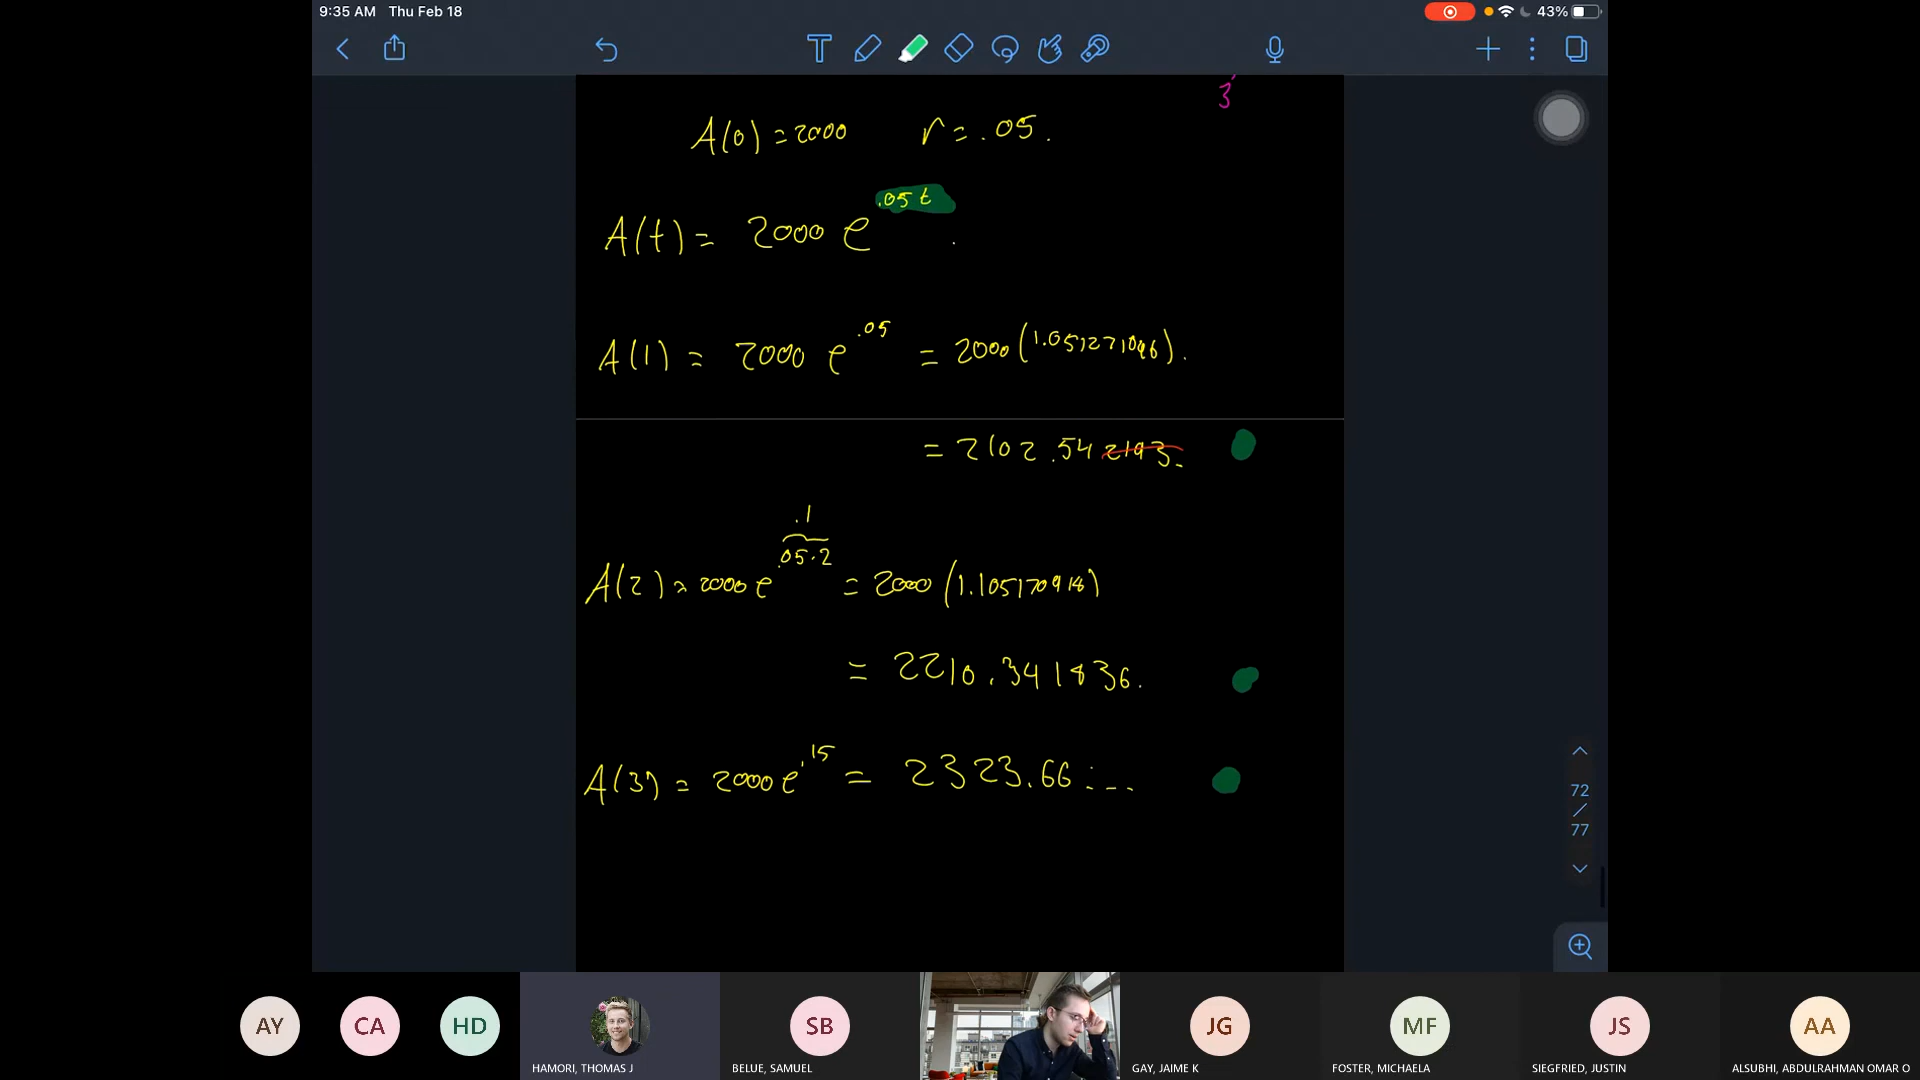 9:35 AM Thu Feb 18 43%
3
A(0) = 2000 r = .05.
A(t) = 2000 e^.05 t
A(1) = 2000 e^.05 = 2000 (1.051271096).
= 2102.54 2193.
.1
.05·2
A(2) = 2000 e = 2000 (1.105170918)
= 2210.341836.
A(3) = 2000 e^.15 = 2323.66...
72
/
77
AY CA HD SB JG MF JS AA
HAMORI, THOMAS J BELUE, SAMUEL GAY, JAIME K FOSTER, MICHAELA SIEGFRIED, JUSTIN ALSUBHI, ABDULRAHMAN OMAR O